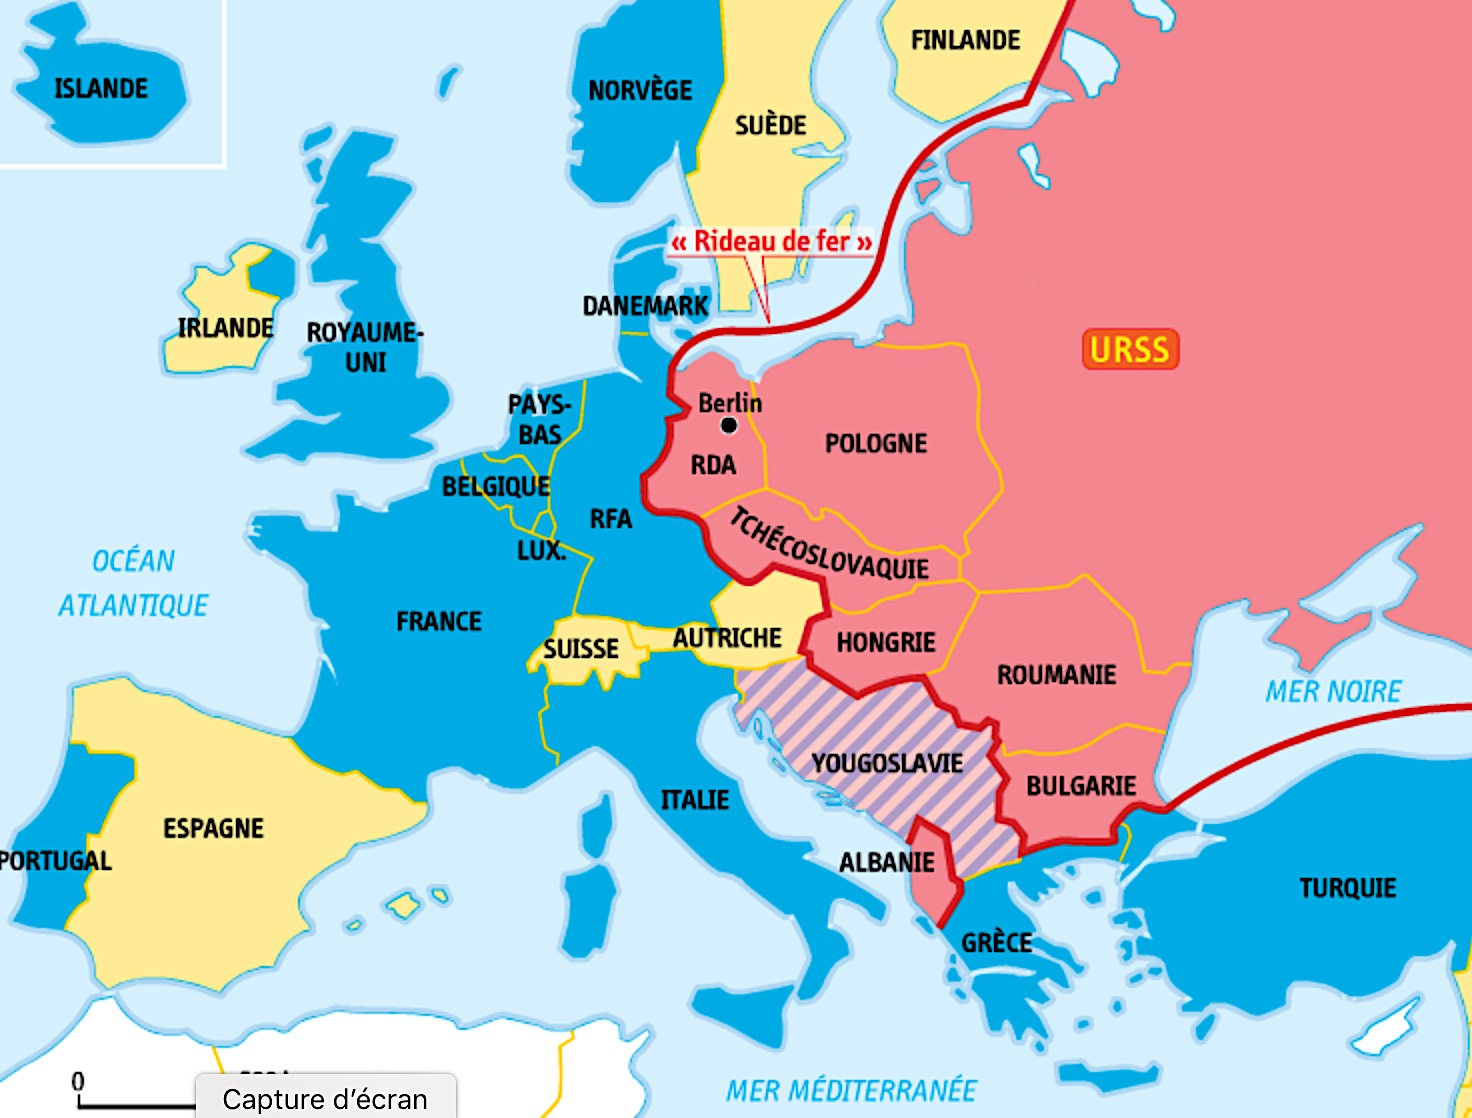 ISLANDE
NORVÈGE
FINLANDE
SUÈDE
« Rideau de fer »
DANEMARK
IRLANDE
ROYAUME-
UNI
URSS
PAYS-
BAS
Berlin
POLOGNE
RDA
BELGIQUE
RFA
LUX.
TCHÉCOSLOVAQUIE
OCÉAN
ATLANTIQUE
FRANCE
SUISSE
AUTRICHE
HONGRIE
ROUMANIE
MER NOIRE
YOUGOSLAVIE
BULGARIE
ITALIE
ESPAGNE
PORTUGAL
ALBANIE
TURQUIE
GRÈCE
MER MÉDITERRANÉE
0
Capture d’écran